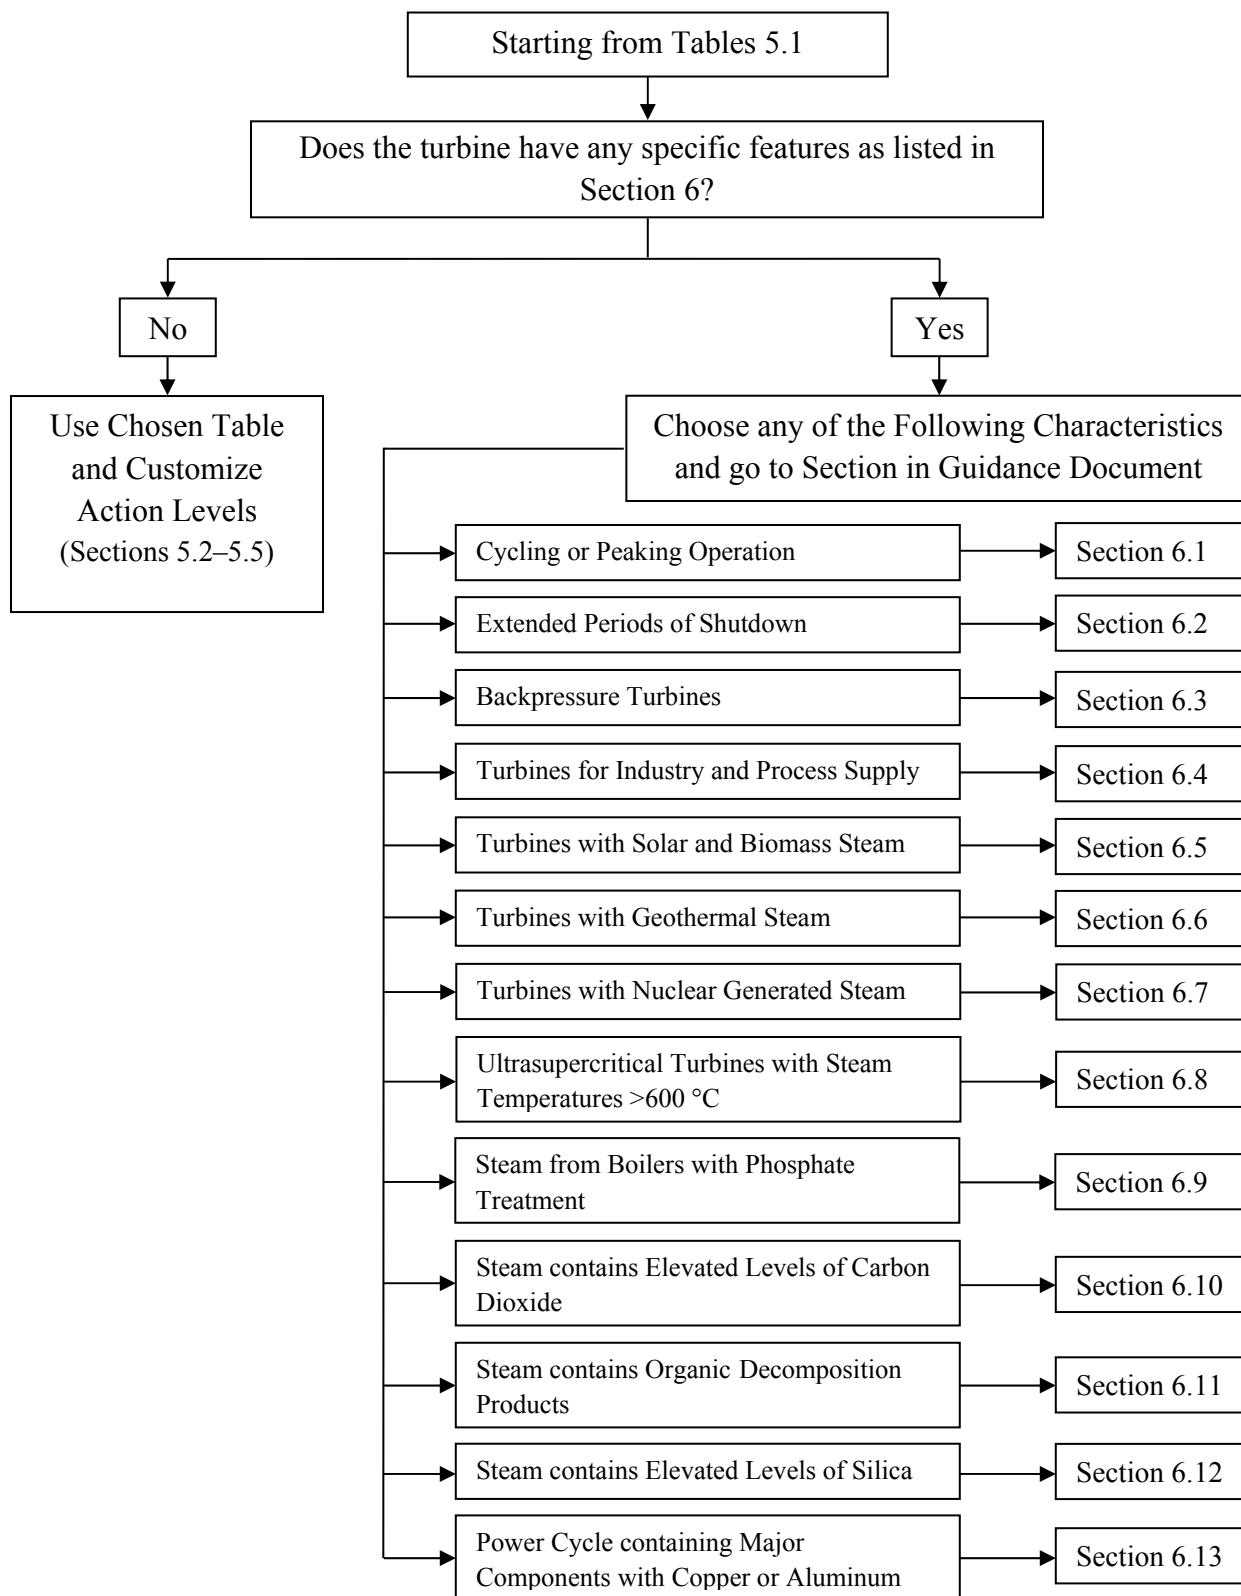 Starting from Tables 5.1
Does the turbine have any specific features as listed in
Section 6?
No
Yes
Use Chosen Table
and Customize
Action Levels
(Sections 5.2–5.5)
Choose any of the Following Characteristics
and go to Section in Guidance Document
Cycling or Peaking Operation
Section 6.1
Extended Periods of Shutdown
Section 6.2
Backpressure Turbines
Section 6.3
Turbines for Industry and Process Supply
Section 6.4
Turbines with Solar and Biomass Steam
Section 6.5
Turbines with Geothermal Steam
Section 6.6
Turbines with Nuclear Generated Steam
Section 6.7
Ultrasupercritical Turbines with Steam
Temperatures >600 °C
Section 6.8
Steam from Boilers with Phosphate
Treatment
Section 6.9
Steam contains Elevated Levels of Carbon
Dioxide
Section 6.10
Steam contains Organic Decomposition
Products
Section 6.11
Steam contains Elevated Levels of Silica
Section 6.12
Power Cycle containing Major
Components with Copper or Aluminum
Section 6.13